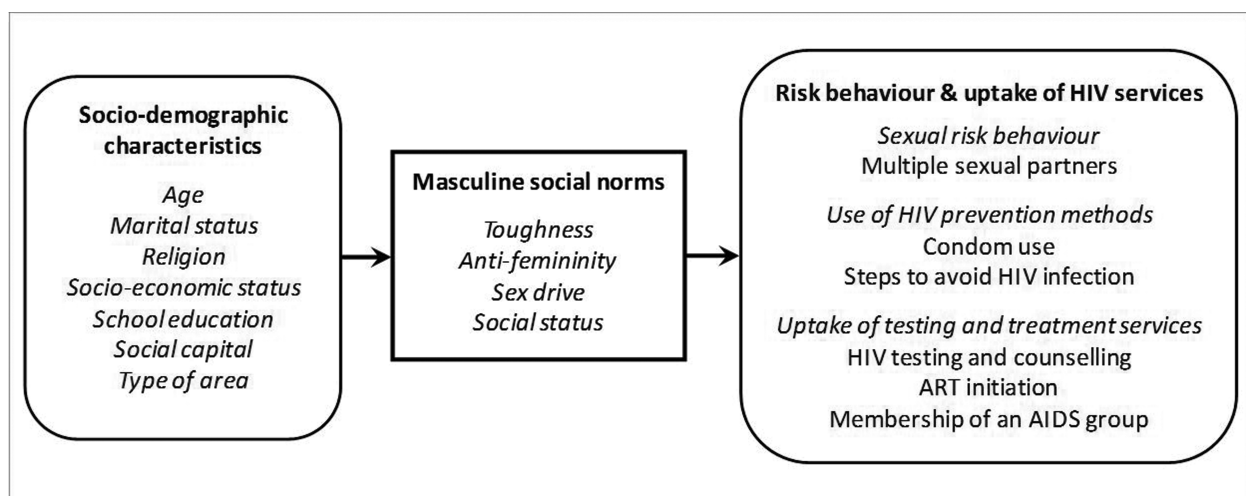 Socio-demographic
characteristics
Age
Marital status
Religion
Socio-economic status
School education
Social capital
Type of area
Masculine social norms
Toughness
Anti-femininity
Sex drive
Social status
Risk behaviour & uptake of HIV services
Sexual risk behaviour
Multiple sexual partners
Use of HIV prevention methods
Condom use
Steps to avoid HIV infection
Uptake of testing and treatment services
HIV testing and counselling
ART initiation
Membership of an AIDS group